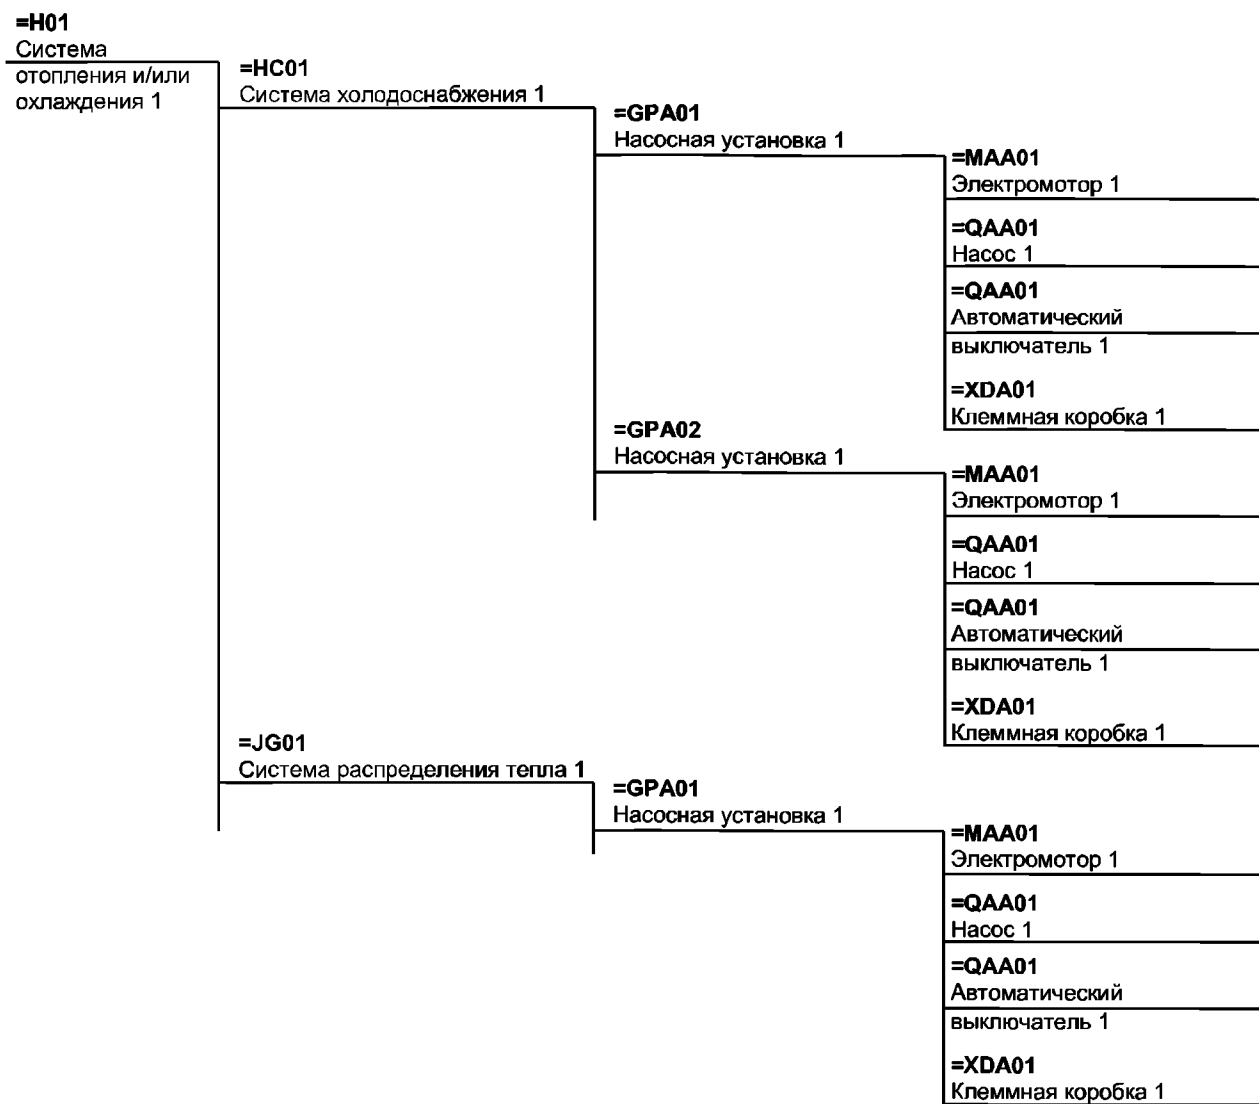 =H01
Система
отопления и/или
охлаждения 1
=HC01
Система холодоснабжения 1
=GPA01
Насосная установка 1
=MAA01
Электромотор 1
=QAA01
Насос 1
=QAA01
Автоматический
выключатель 1
=XDA01
Клеммная коробка 1
=GPA02
Насосная установка 1
=MAA01
Электромотор 1
=QAA01
Насос 1
=QAA01
Автоматический
выключатель 1
=XDA01
Клеммная коробка 1
=JG01
Система распределения тепла 1
=GPA01
Насосная установка 1
=MAA01
Электромотор 1
=QAA01
Насос 1
=QAA01
Автоматический
выключатель 1
=XDA01
Клеммная коробка 1